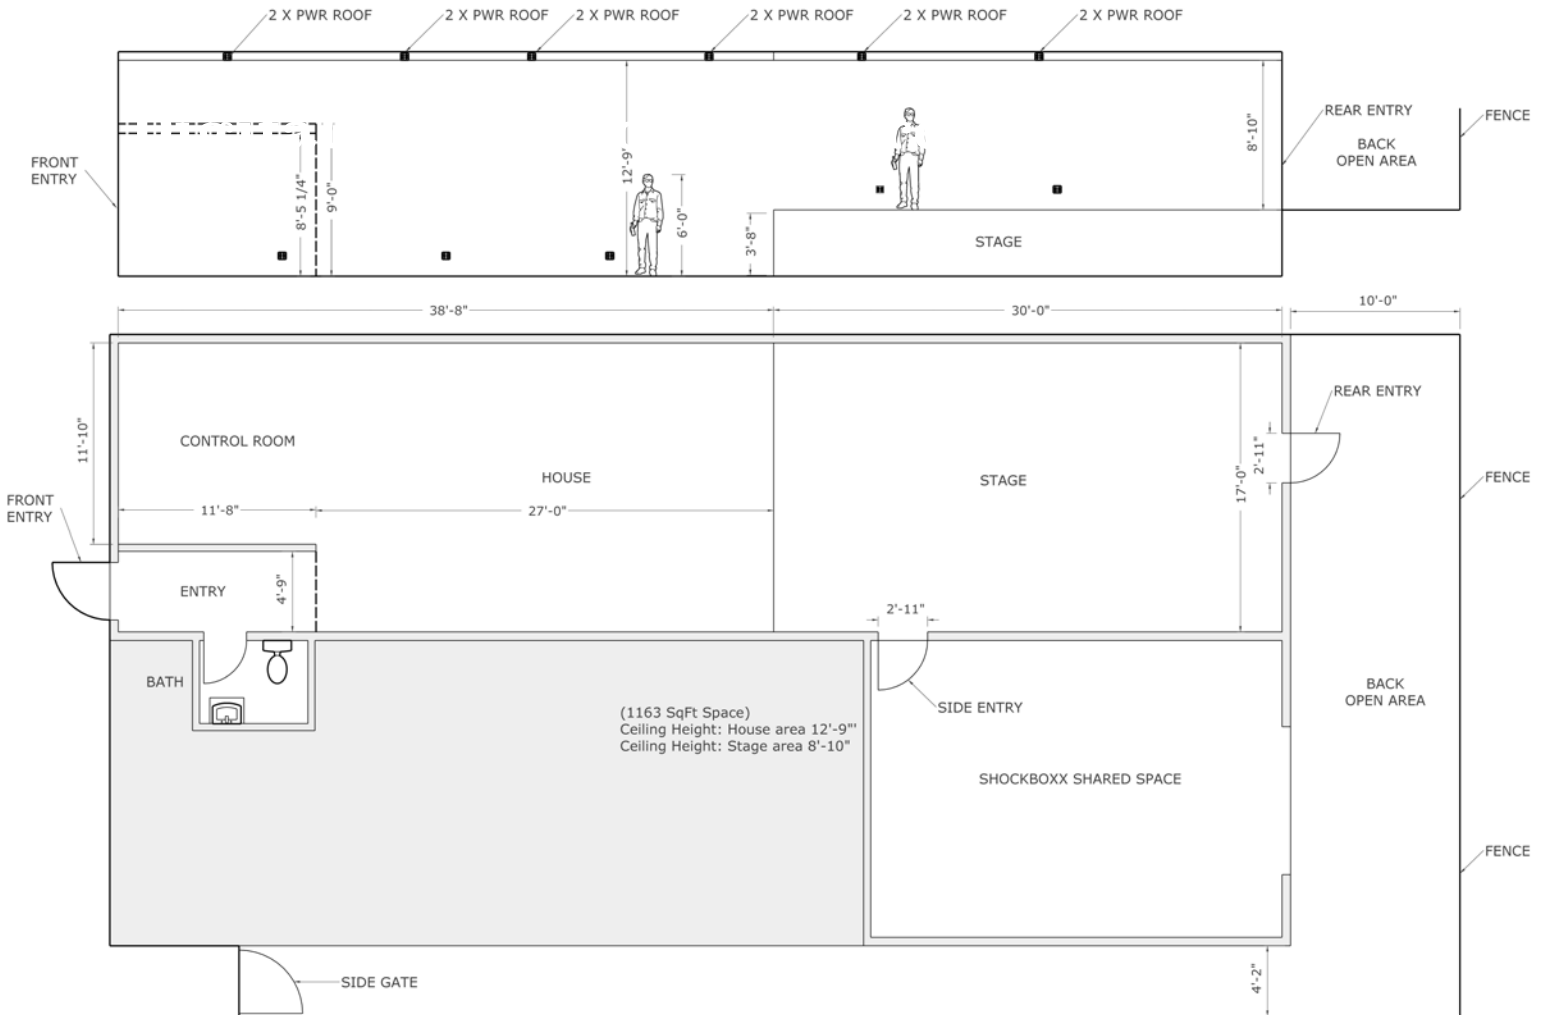 2 X PWR ROOF
2 X PWR ROOF
2 X PWR ROOF
2 X PWR ROOF
2 X PWR ROOF
2 X PWR ROOF
REAR ENTRY
FENCE
BACK
OPEN AREA
FRONT
ENTRY
8'-5 1/4"
9'-0"
12'-9'
6'-0"
3'-8"
8'-10"
STAGE
38'-8"
30'-0"
10'-0"
11'-10"
CONTROL ROOM
HOUSE
STAGE
17'-0"
2'-11"
REAR ENTRY
FENCE
FRONT
ENTRY
11'-8"
27'-0"
ENTRY
4'-9"
2'-11"
BATH
SIDE ENTRY
BACK
OPEN AREA
(1163 SqFt Space)
Ceiling Height: House area 12'-9"'
Ceiling Height: Stage area 8'-10"
SHOCKBOXX SHARED SPACE
FENCE
SIDE GATE
4'-2"